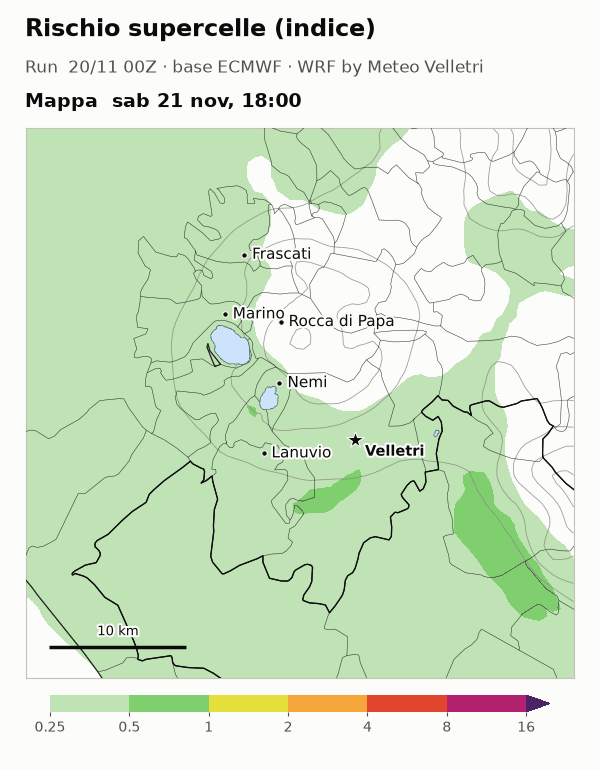 Rischio supercelle (indice)
Run  20/11 00Z · base ECMWF · WRF by Meteo Velletri
Mappa  sab 21 nov, 18:00
Frascati
Marino
Rocca di Papa
Nemi
Velletri
Lanuvio
10 km
0.25 0.5 1 2 4 8 16